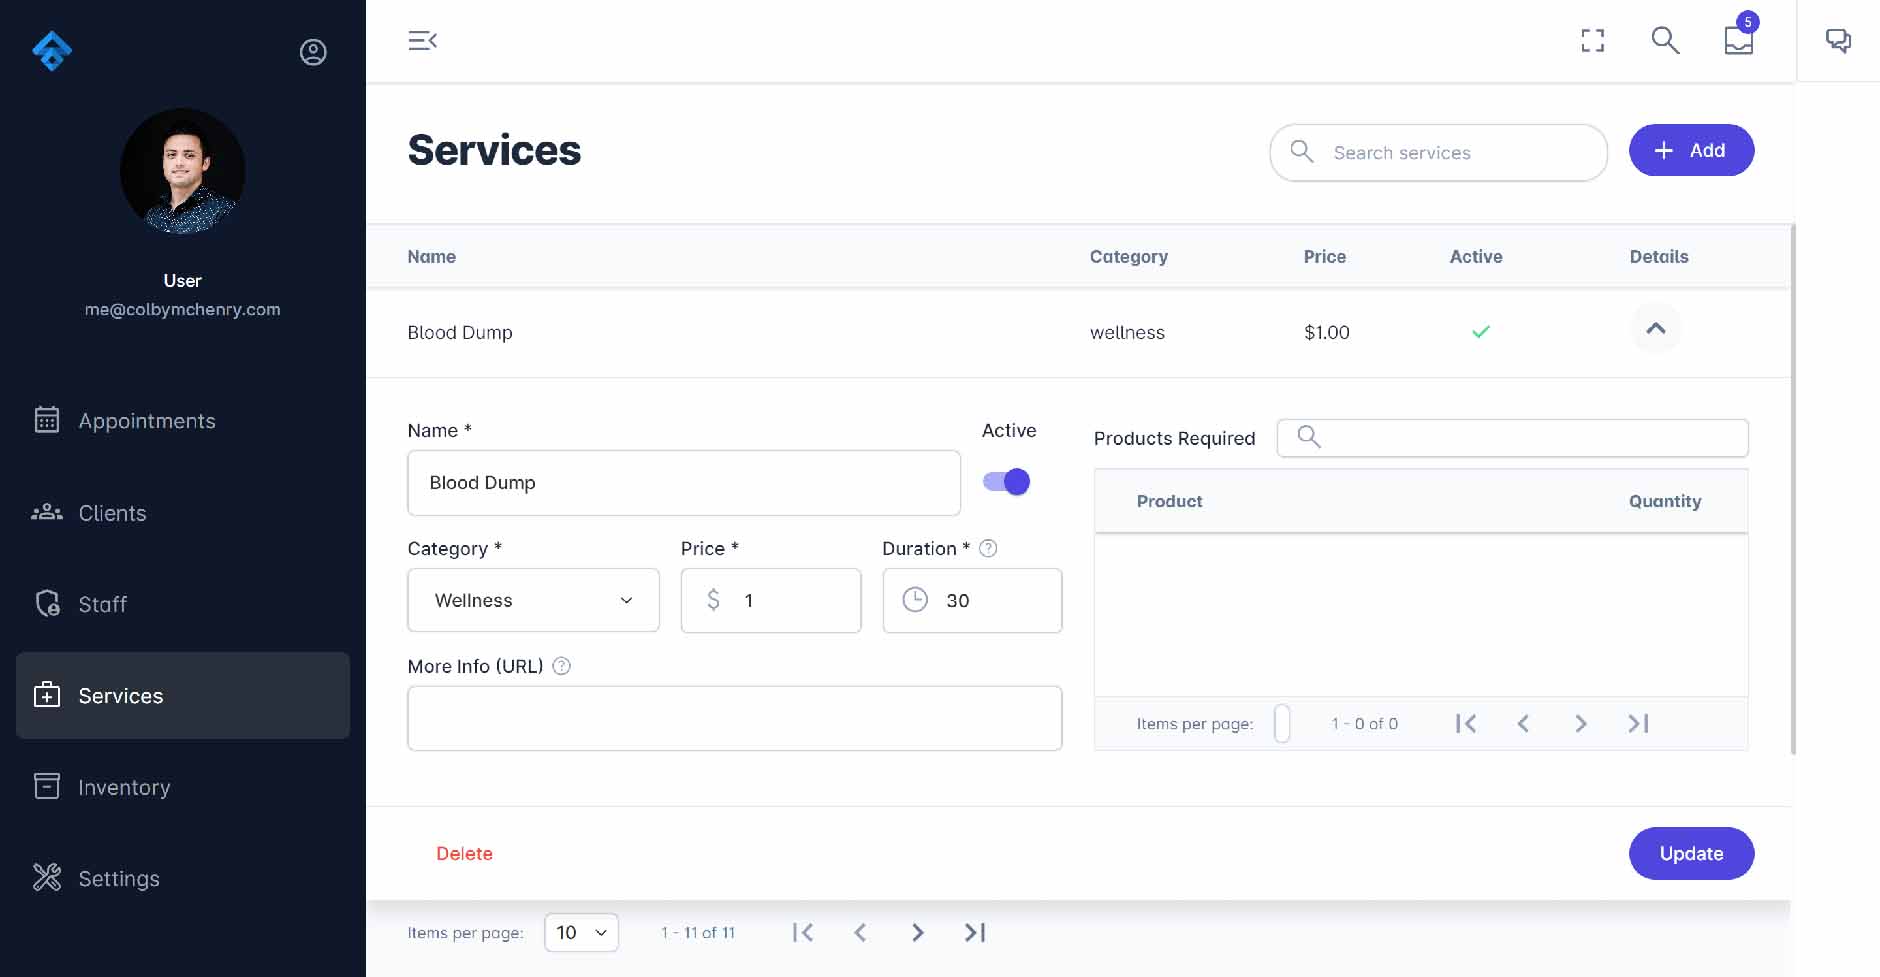 5
Services
Search services
Add
User
me@colbymchenry.com
Name Category Price Active Details
Blood Dump wellness $1.00
Appointments
Clients
Staff
Services
Inventory
Settings
Name *
Active
Blood Dump
Category * Price * Duration *
Wellness $ 1 30
More Info (URL)
Products Required
Product Quantity
Items per page: 1 - 0 of 0
Delete
Update
Items per page: 10 1 - 11 of 11